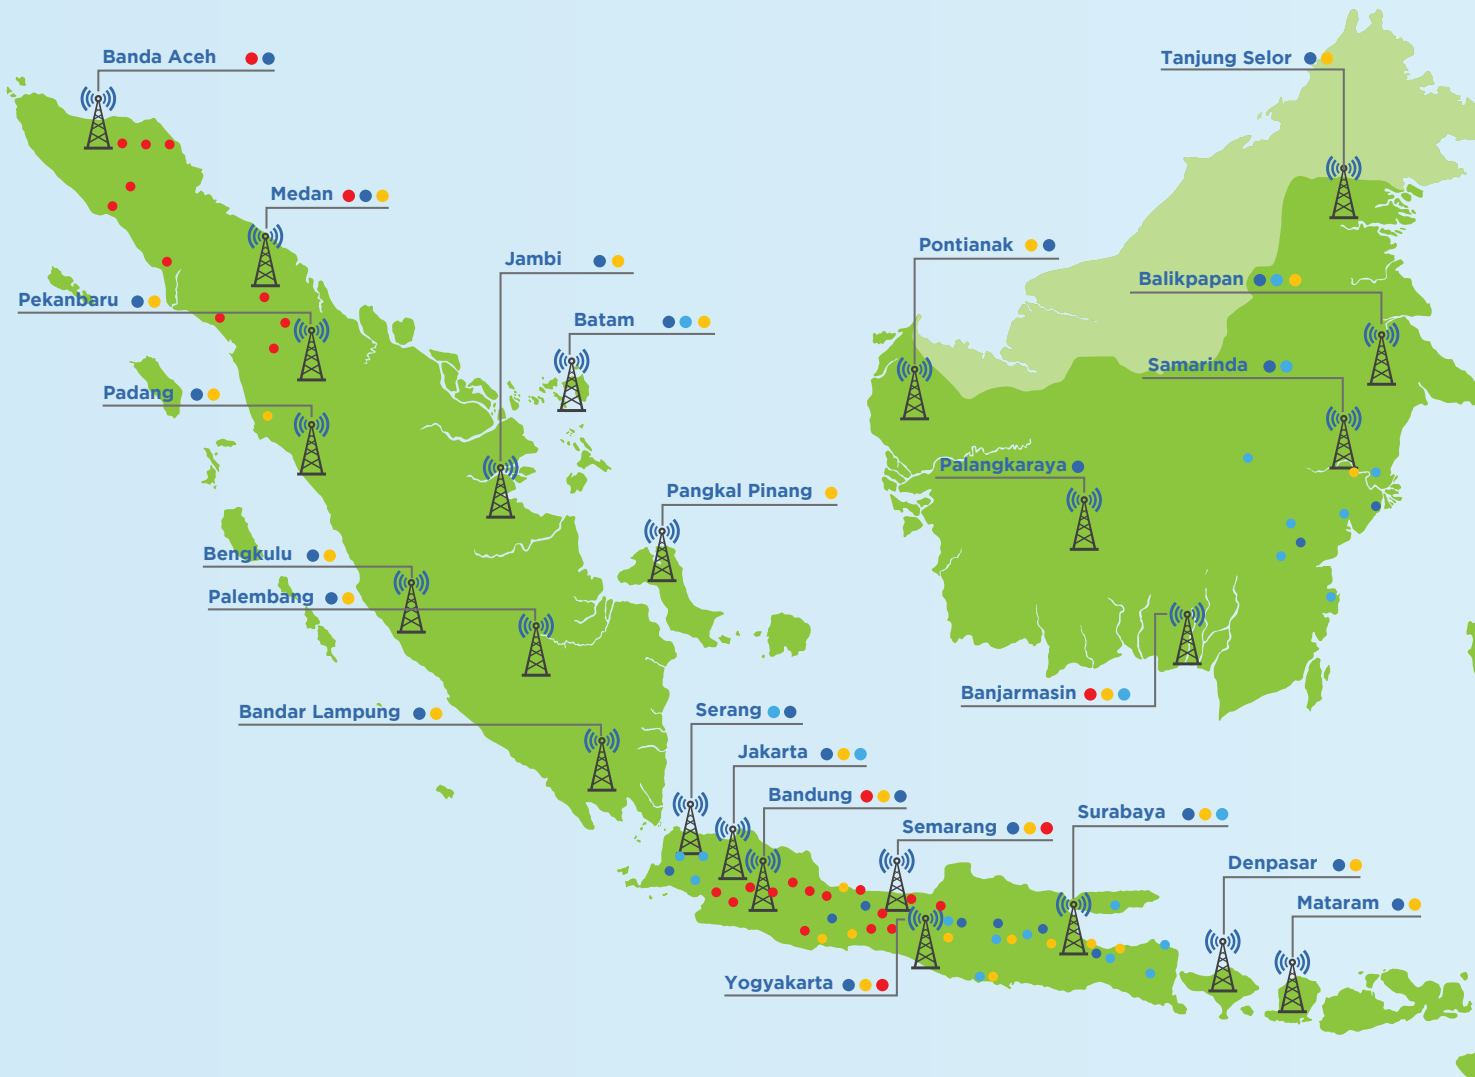 Banda Aceh
Tanjung Selor
Medan
Pontianak
Jambi
Balikpapan
Pekanbaru
Batam
Samarinda
Padang
Palangkaraya
Pangkal Pinang
Bengkulu
Palembang
Banjarmasin
Bandar Lampung
Serang
Jakarta
Bandung
Surabaya
Semarang
Denpasar
Mataram
Yogyakarta